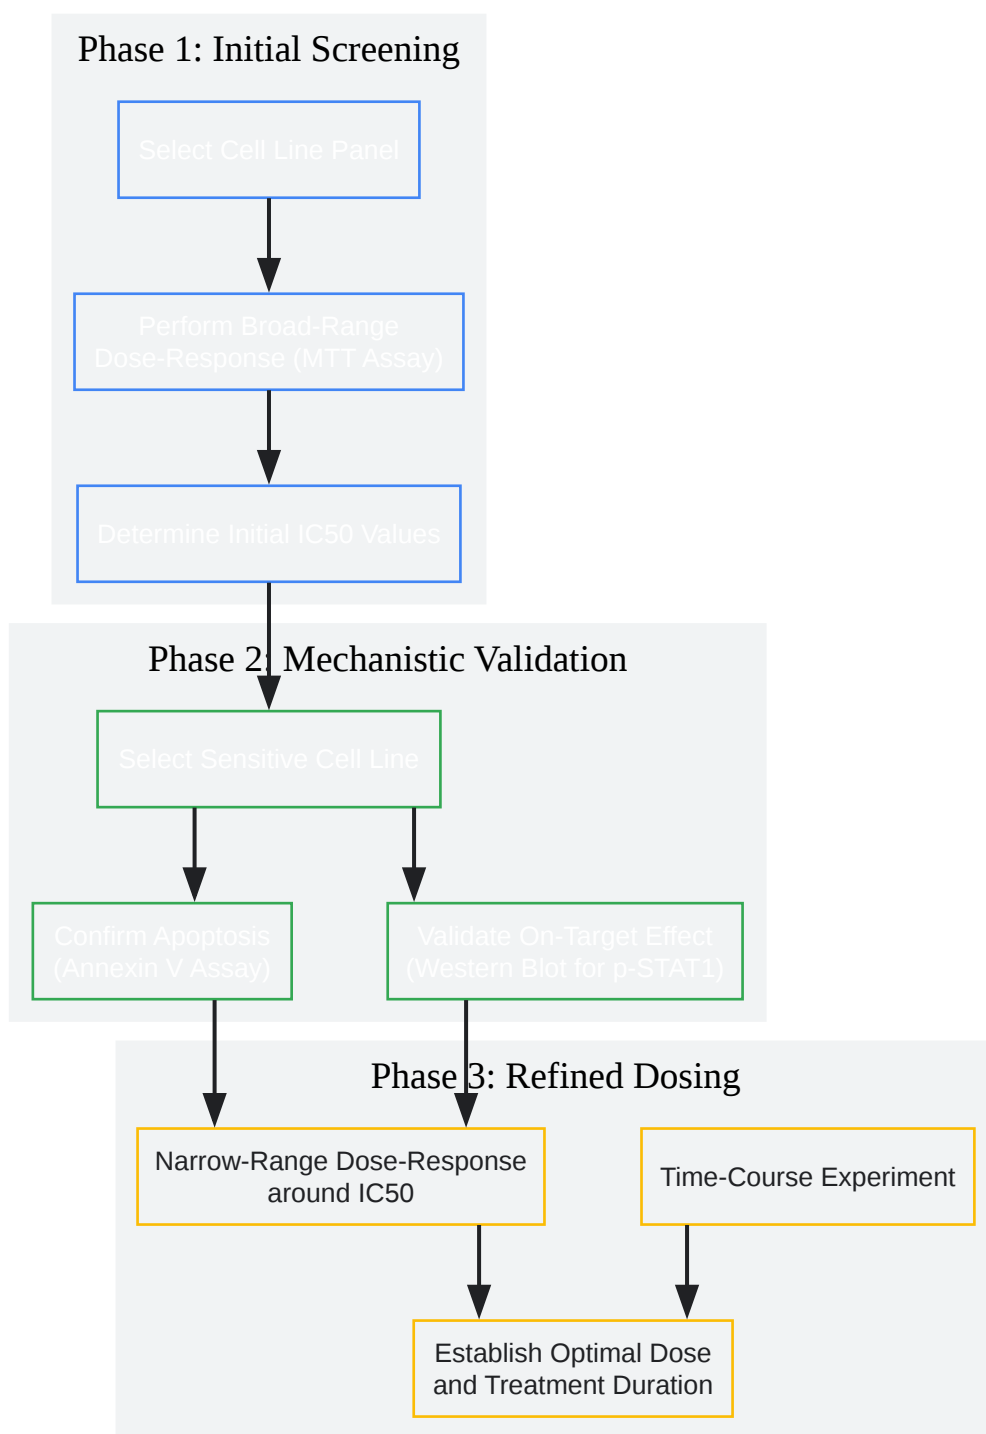 Phase 1: Initial Screening
Select Cell Line Panel
Perform Broad-Range
Dose-Response (MTT Assay)
Determine Initial IC50 Values
Phase 2: Mechanistic Validation
Select Sensitive Cell Line
Confirm Apoptosis
(Annexin V Assay)
Validate On-Target Effect
(Western Blot for p-STAT1)
Phase 3: Refined Dosing
Narrow-Range Dose-Response
around IC50
Time-Course Experiment
Establish Optimal Dose
and Treatment Duration